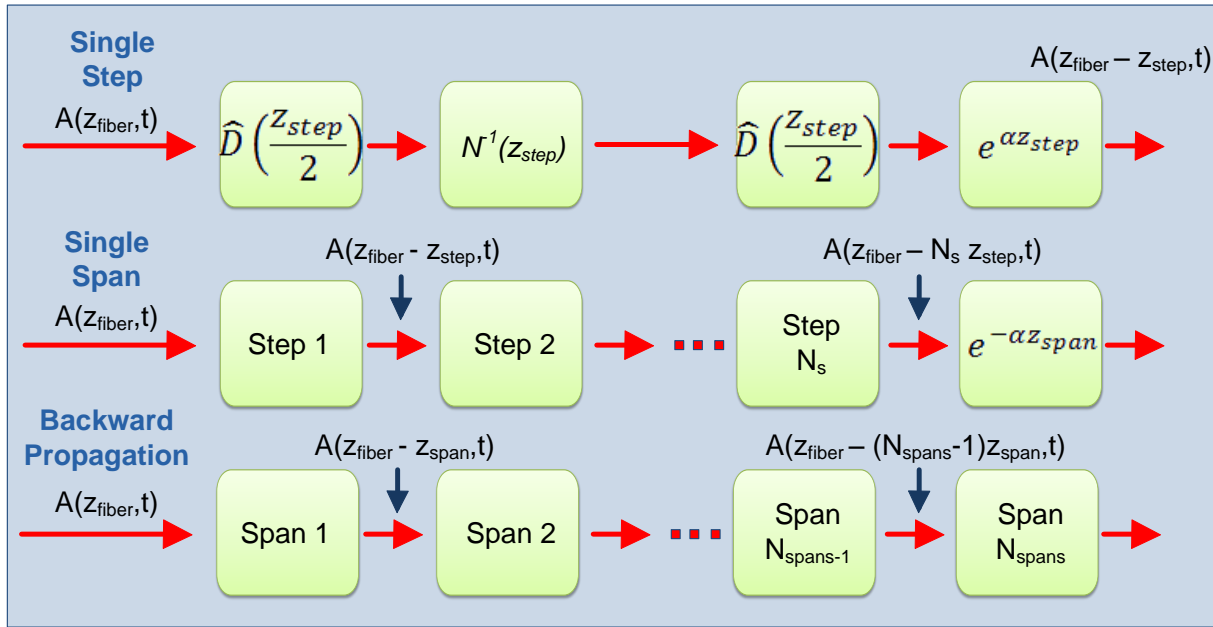 Single
Step
A(z_fiber,t)
D̂(z_step/2)
N⁻¹(z_step)
D̂(z_step/2)
e^{αz_step}
A(z_fiber – z_step,t)
Single
Span
A(z_fiber,t)
Step 1
A(z_fiber - z_step,t)
Step 2
Step
N_s
A(z_fiber – N_s z_step,t)
e^{-αz_span}
Backward
Propagation
A(z_fiber,t)
Span 1
A(z_fiber - z_span,t)
Span 2
Span
N_spans-1
A(z_fiber – (N_spans-1)z_span,t)
Span
N_spans